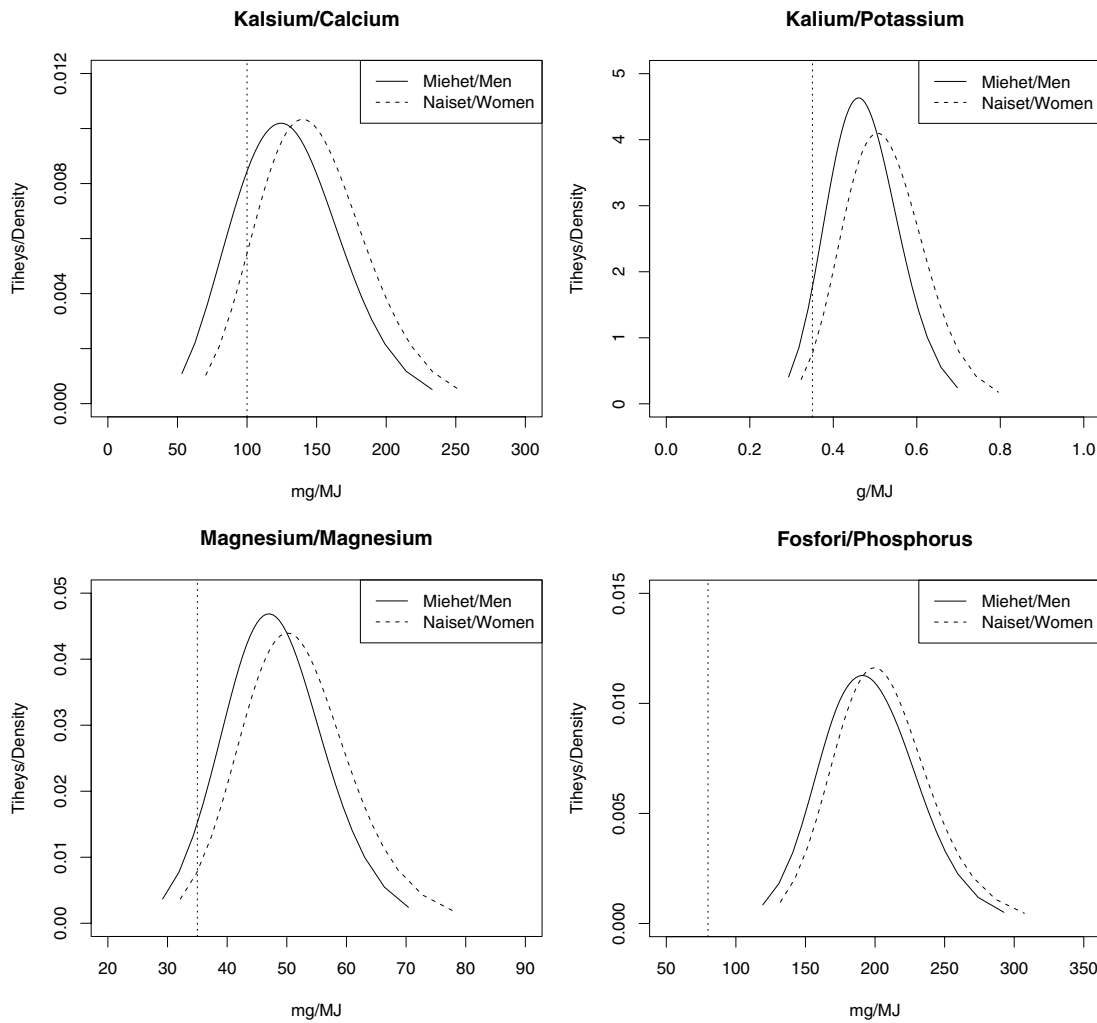 Kalsium/Calcium
Miehet/Men
Naiset/Women
Tiheys/Density
0.000 0.004 0.008 0.012
0 50 100 150 200 250 300
mg/MJ
Kalium/Potassium
Miehet/Men
Naiset/Women
Tiheys/Density
0 1 2 3 4 5
0.0 0.2 0.4 0.6 0.8 1.0
g/MJ
Magnesium/Magnesium
Miehet/Men
Naiset/Women
Tiheys/Density
0.00 0.01 0.02 0.03 0.04 0.05
20 30 40 50 60 70 80 90
mg/MJ
Fosfori/Phosphorus
Miehet/Men
Naiset/Women
Tiheys/Density
0.000 0.005 0.010 0.015
50 100 150 200 250 300 350
mg/MJ